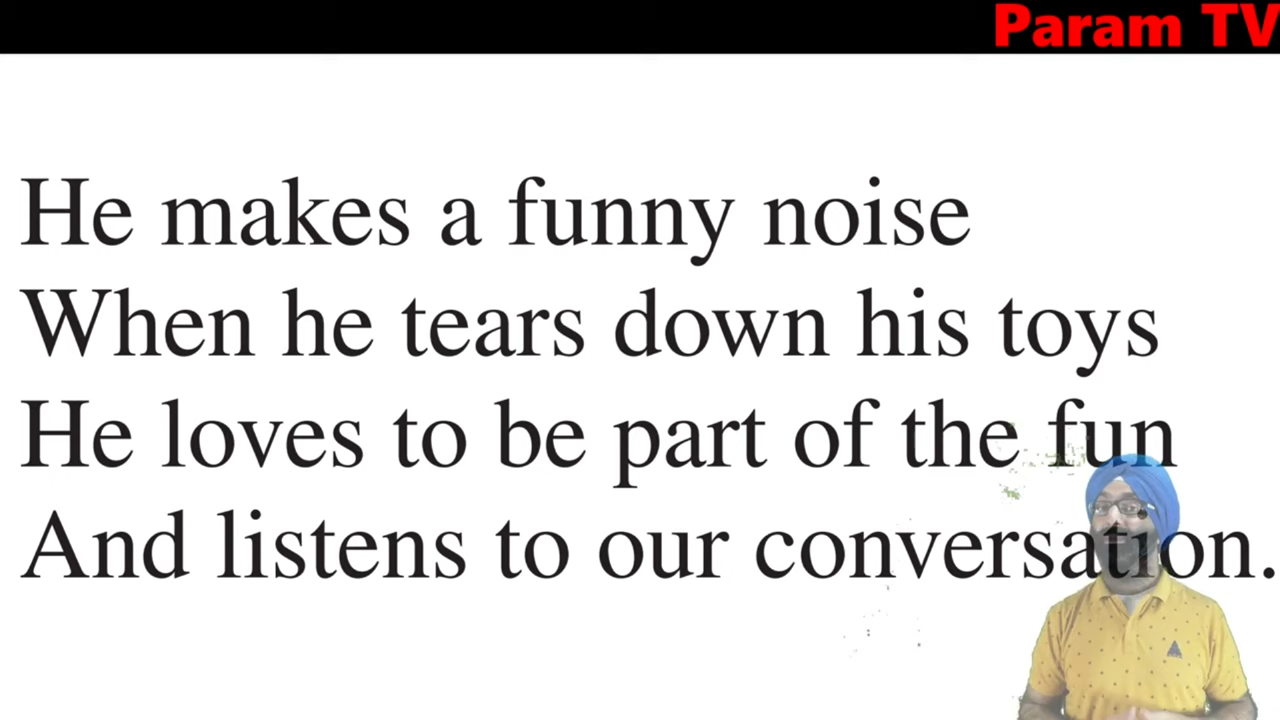 Param TV
He makes a funny noise
When he tears down his toys
He loves to be part of the fun
And listens to our conversation.